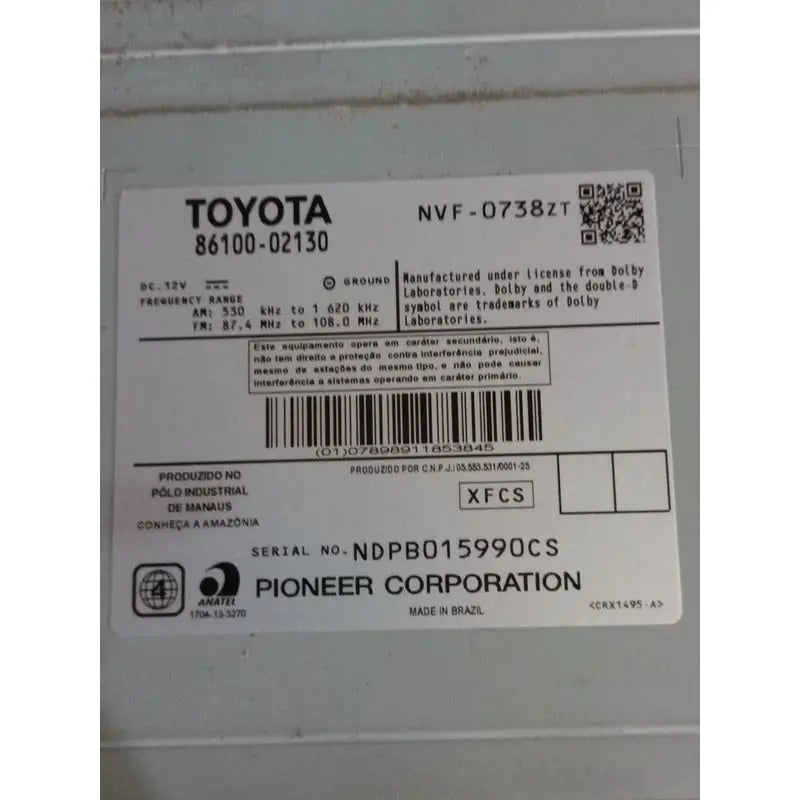 TOYOTA
86100-02130
NVF-0738ZT
DC.12V
GROUND
FREQUENCY RANGE
AM: 530 kHz to 1 620 kHz
FM: 87.4 MHz to 108.0 MHz
Manufactured under license from Dolby
Laboratories. Dolby and the double-D
symbol are trademarks of Dolby
Laboratories.
Este equipamento opera em caráter secundário, isto é,
não tem direito a proteção contra interferência prejudicial,
mesmo de estações do mesmo tipo, e não pode causar
interferência a sistemas operando em caráter primário.
(01)07898911853845
PRODUZIDO NO
PÓLO INDUSTRIAL
DE MANAUS
CONHEÇA A AMAZÔNIA
PRODUZIDO POR C.N.P.J.: 05.553.531/0001-25
XFCS
SERIAL NO. NDPB015990CS
4
ANATEL
1704-13-3270
PIONEER CORPORATION
MADE IN BRAZIL
<CRX1495-A>